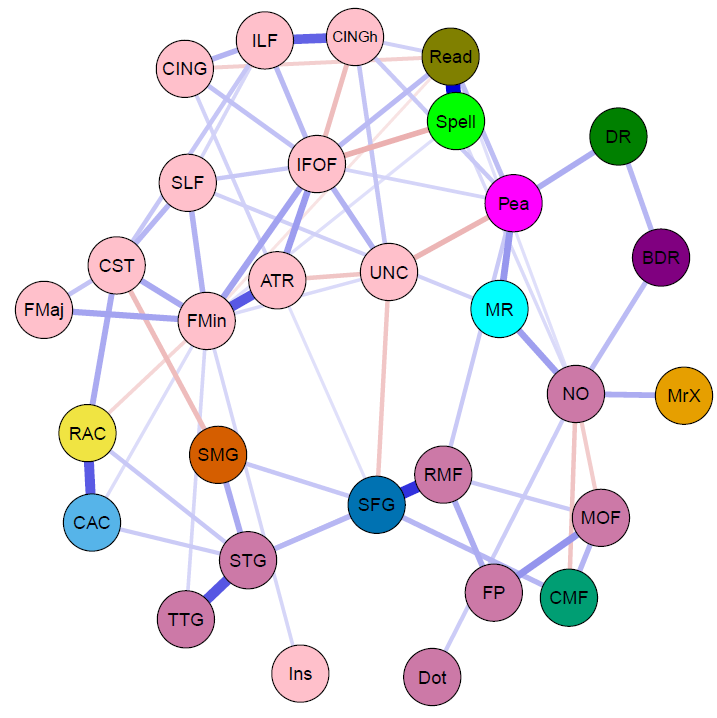 ILF
CINGh
CING
Read
Spell
DR
IFOF
SLF
Pea
BDR
CST
UNC
ATR
FMaj
FMin
MR
NO
MrX
RAC
SMG
RMF
SFG
CAC
MOF
STG
FP
CMF
TTG
Ins
Dot